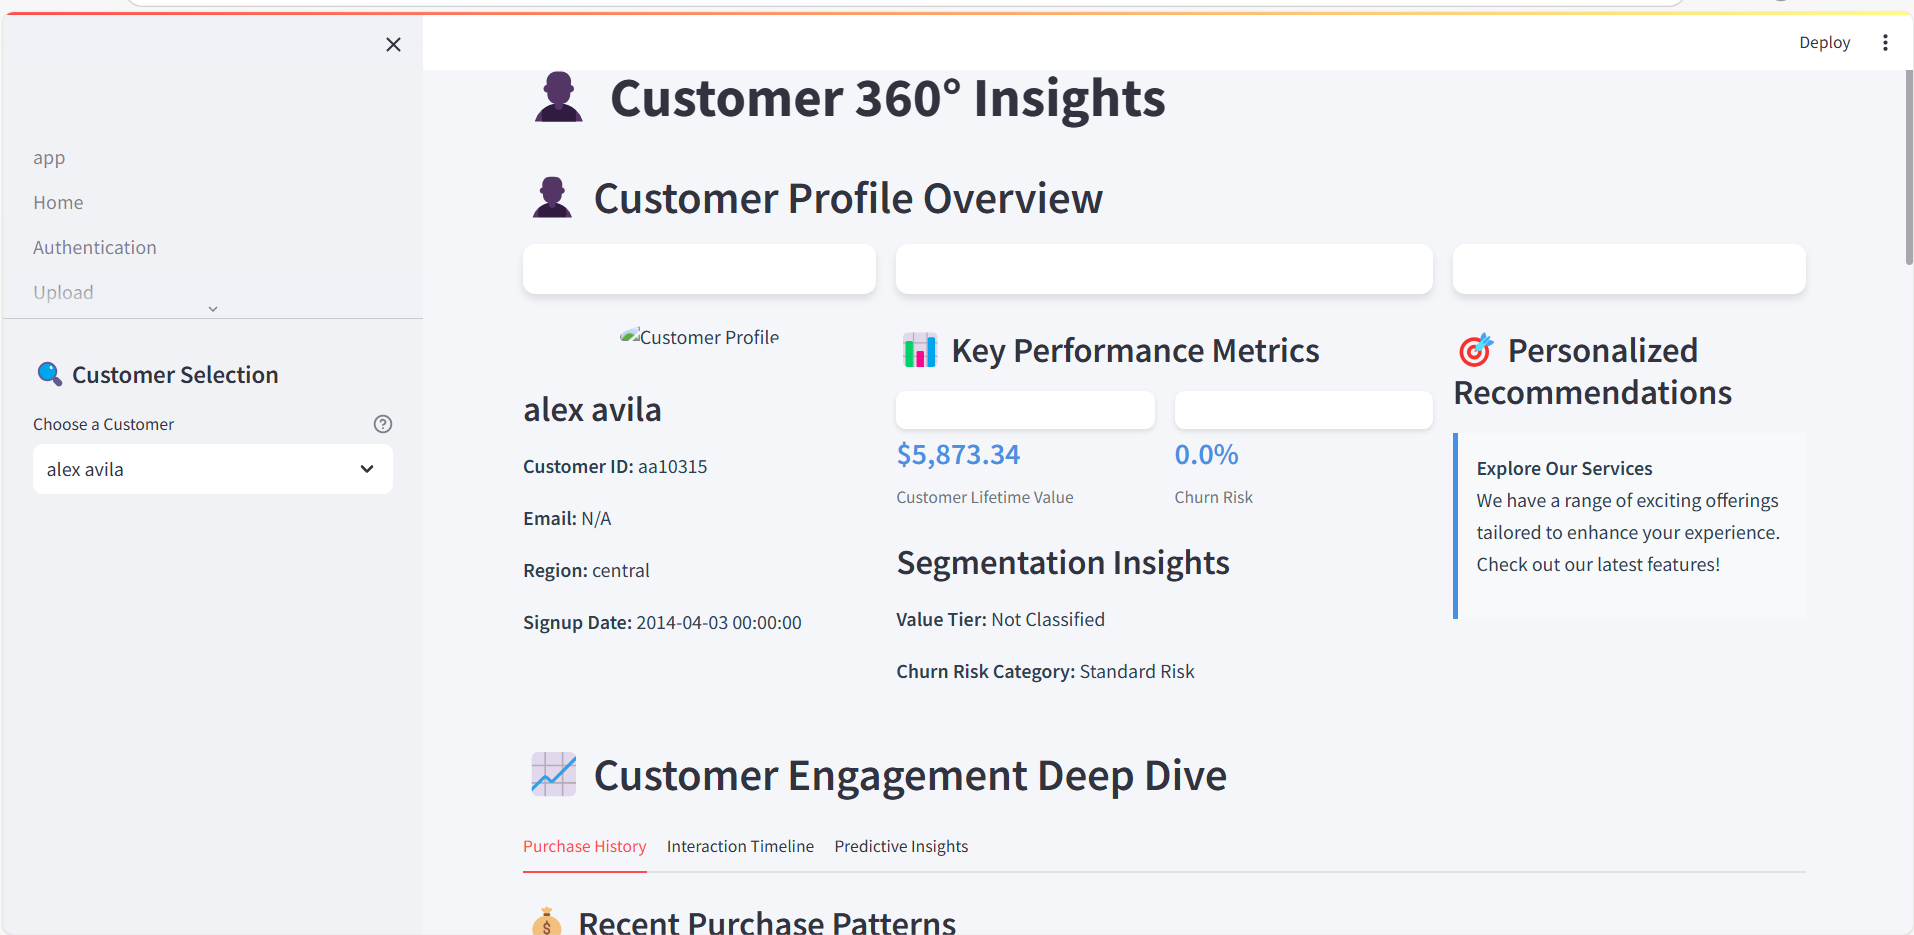 Deploy
app
Home
Authentication
Upload
Customer Selection
Choose a Customer
alex avila
Customer 360° Insights
Customer Profile Overview
Customer Profile
alex avila
Customer ID: aa10315
Email: N/A
Region: central
Signup Date: 2014-04-03 00:00:00
Key Performance Metrics
$5,873.34
Customer Lifetime Value
0.0%
Churn Risk
Segmentation Insights
Value Tier: Not Classified
Churn Risk Category: Standard Risk
Personalized
Recommendations
Explore Our Services
We have a range of exciting offerings
tailored to enhance your experience.
Check out our latest features!
Customer Engagement Deep Dive
Purchase History
Interaction Timeline
Predictive Insights
Recent Purchase Patterns